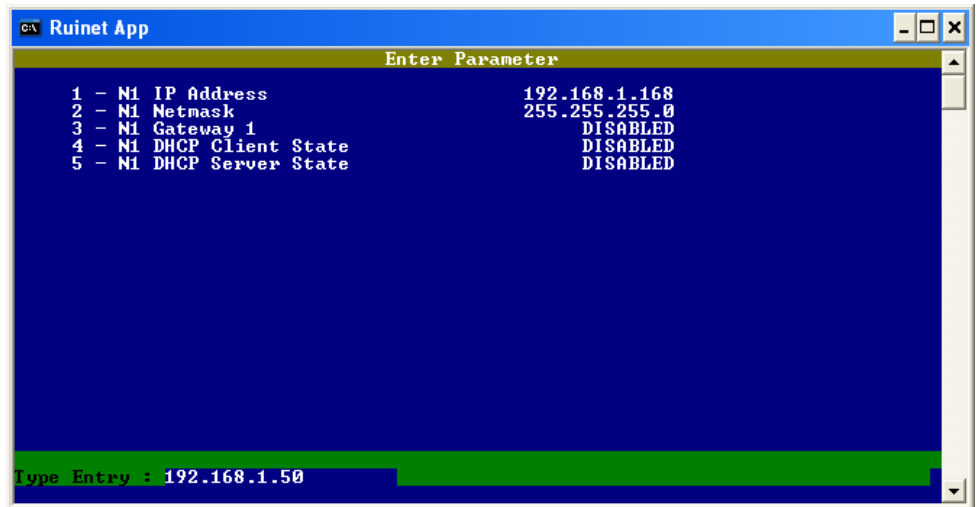 Ruinet App
Enter Parameter
1 - N1 IP Address 192.168.1.168
2 - N1 Netmask 255.255.255.0
3 - N1 Gateway 1 DISABLED
4 - N1 DHCP Client State DISABLED
5 - N1 DHCP Server State DISABLED
Type Entry : 192.168.1.50